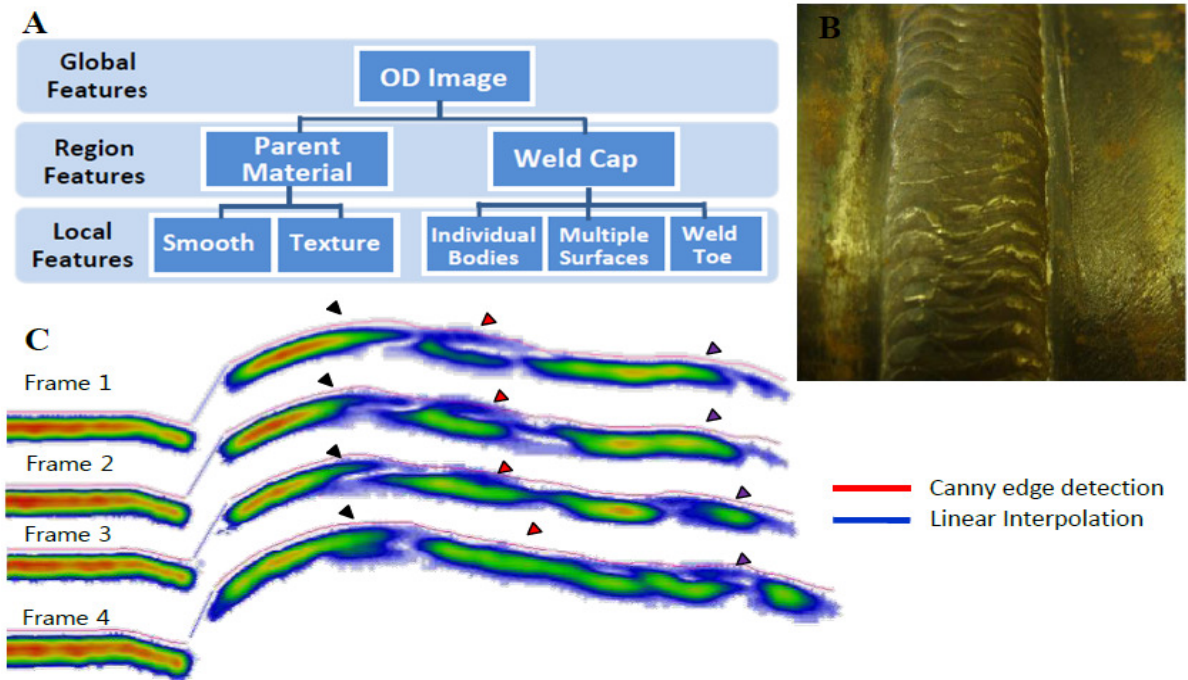 A
Global
Features
OD Image
Region
Features
Parent
Material
Weld Cap
Local
Features
Smooth
Texture
Individual
Bodies
Multiple
Surfaces
Weld
Toe
B
C
Frame 1
Frame 2
Frame 3
Frame 4
Canny edge detection
Linear Interpolation